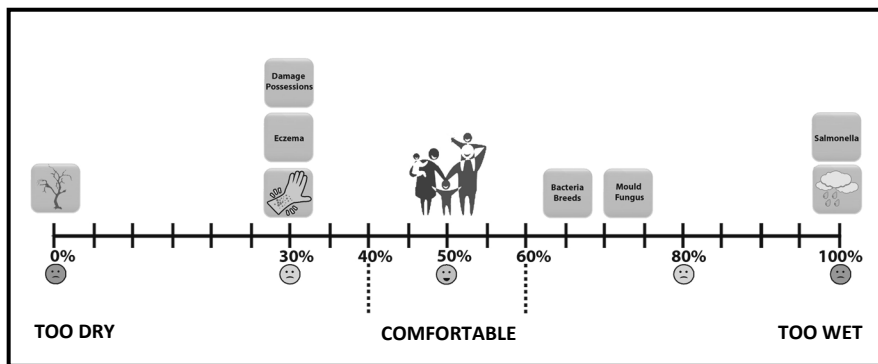 Damage
Possessions
Eczema
Salmonella
Bacteria
Breeds
Mould
Fungus
0%
30%
40%
50%
60%
80%
100%
TOO DRY
COMFORTABLE
TOO WET